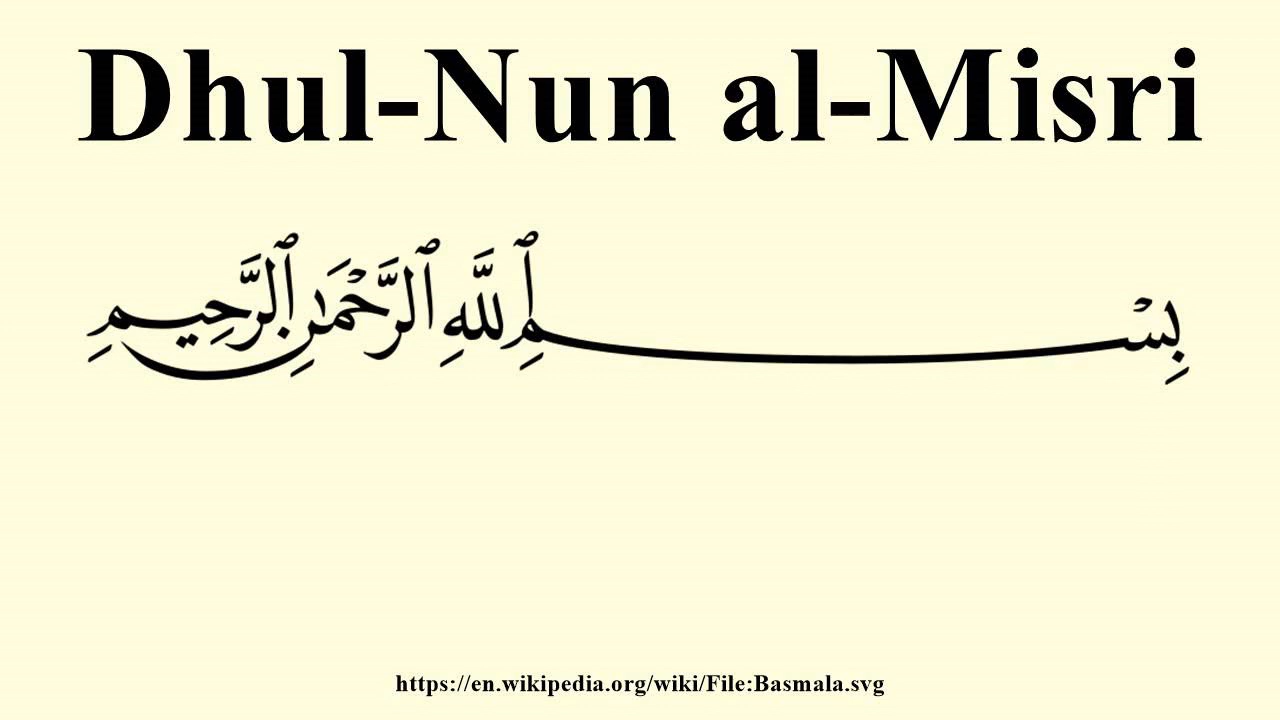 Dhul-Nun al-Misri
بِسْمِ ٱللَّهِ ٱلرَّحْمَٰنِ ٱلرَّحِيمِ
https://en.wikipedia.org/wiki/File:Basmala.svg